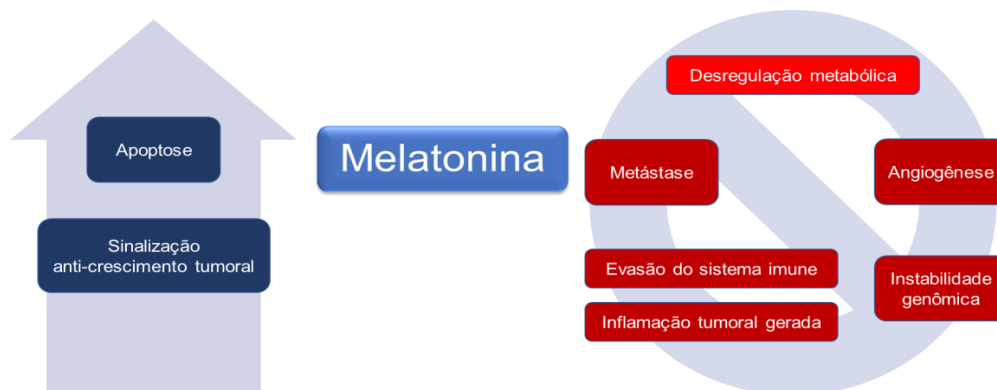 Apoptose
Sinalização
anti-crescimento tumoral
Melatonina
Desregulação metabólica
Metástase
Angiogênese
Evasão do sistema imune
Inflamação tumoral gerada
Instabilidade
genômica